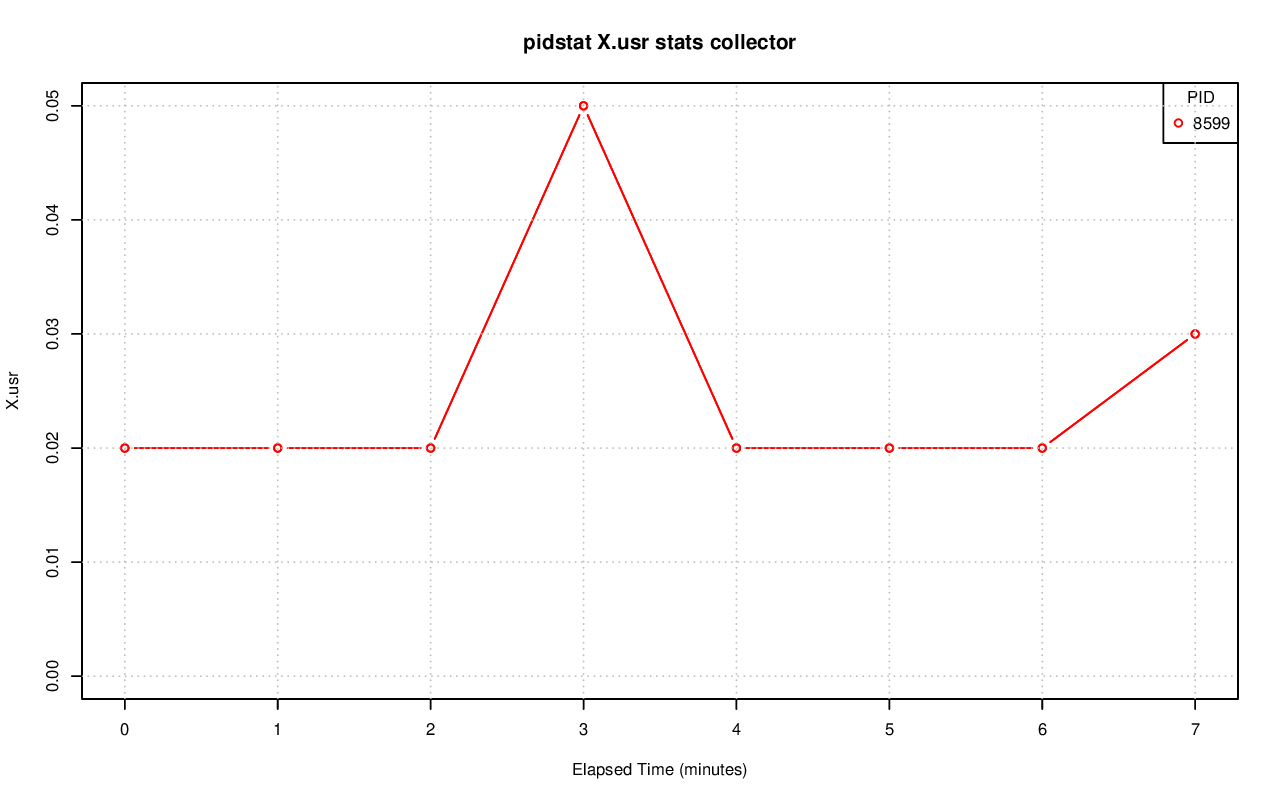 pidstat X.usr stats collector
PID
8599
0.05
0.04
0.03
0.02
0.01
0.00
X.usr
0 1 2 3 4 5 6 7
Elapsed Time (minutes)